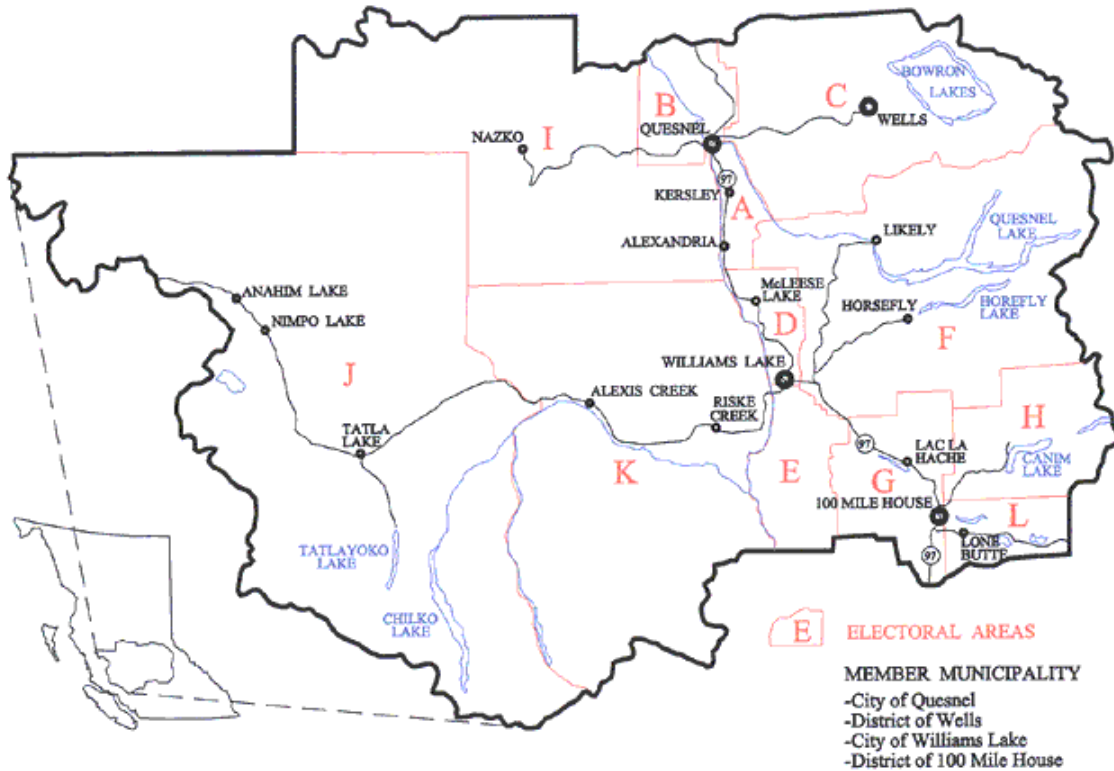 BOWRON
LAKES
B
C
QUESNEL
WELLS
NAZKO
I
97
KERSLEY
A
ALEXANDRIA
LIKELY
QUESNEL
LAKE
ANAHIM LAKE
McLEESE
LAKE
HORSEFLY
HOREFLY
LAKE
NIMPO LAKE
D
F
WILLIAMS LAKE
J
ALEXIS CREEK
RISKE
CREEK
TATLA
LAKE
H
97
LAC LA
HACHE
CANIM
LAKE
K
E
G
100 MILE HOUSE
L
TATLAYOKO
LAKE
LONE
BUTTE
97
CHILKO
LAKE
E
ELECTORAL AREAS
MEMBER MUNICIPALITY
-City of Quesnel
-District of Wells
-City of Williams Lake
-District of 100 Mile House